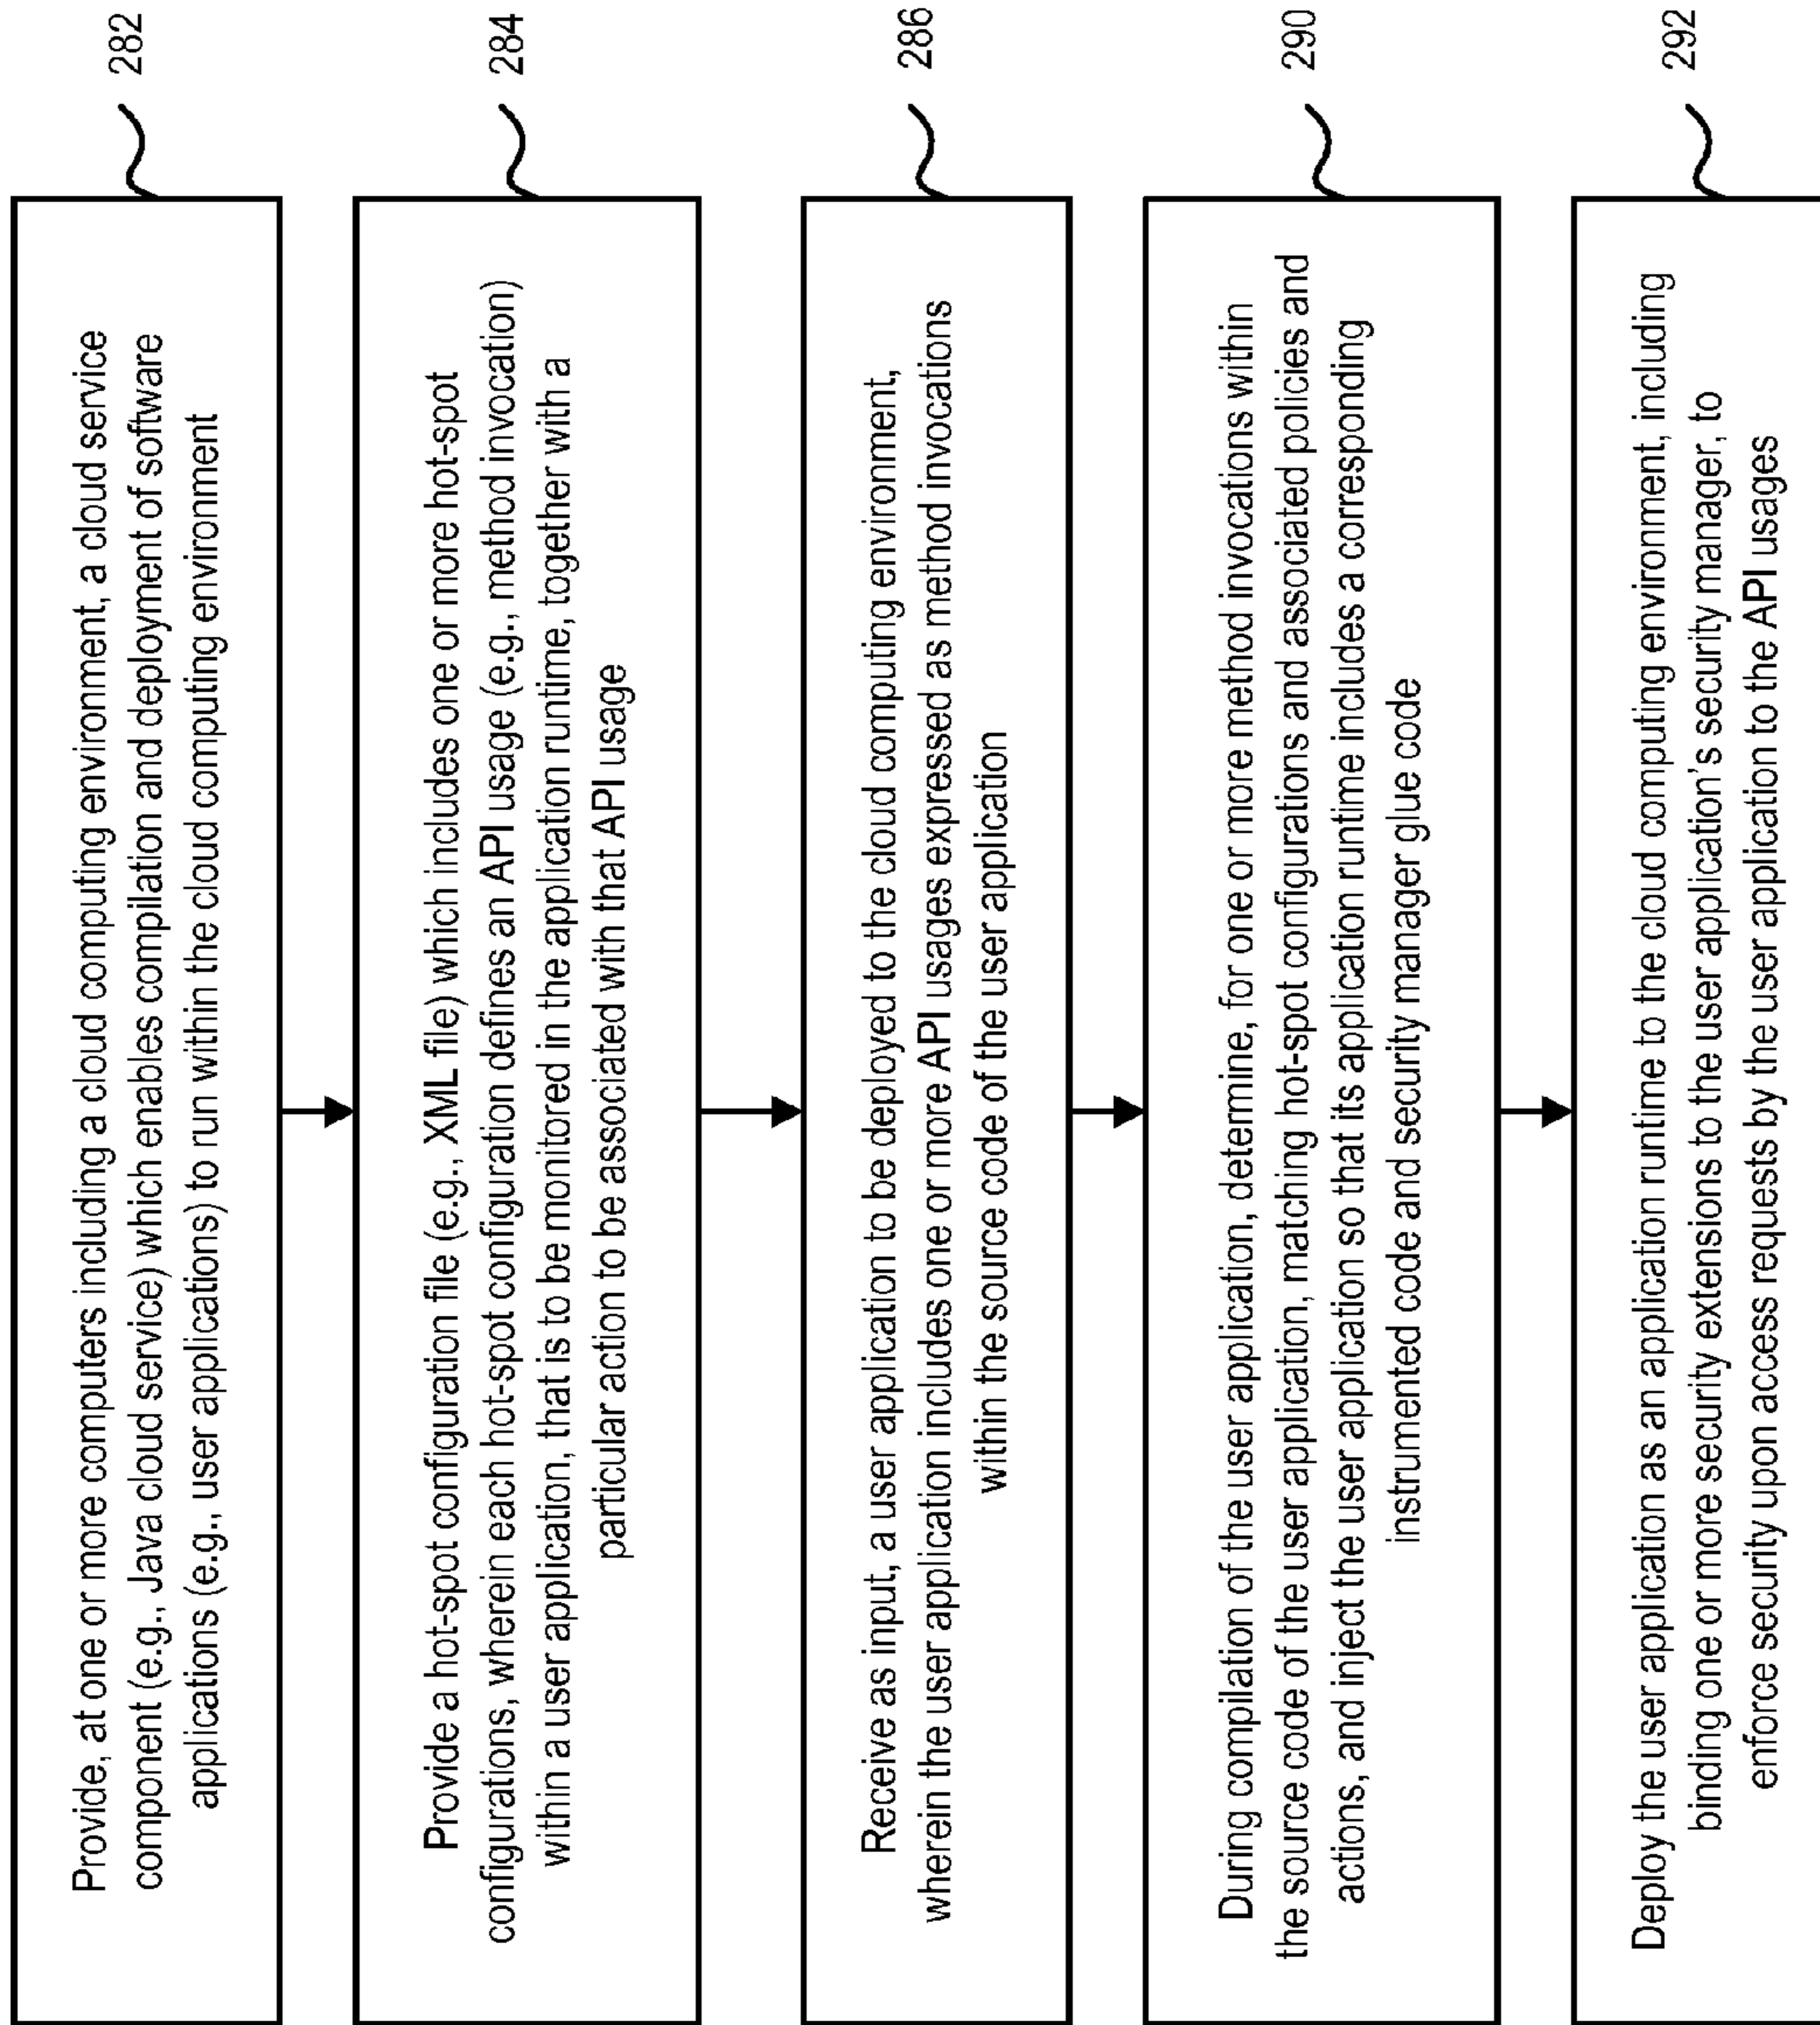 Provide, at one or more computers including a cloud computing environment, a cloud service
component (e.g., Java cloud service) which enables compilation and deployment of software
applications (e.g., user applications) to run within the cloud computing environment
282
Provide a hot-spot configuration file (e.g., XML file) which includes one or more hot-spot
configurations, wherein each hot-spot configuration defines an API usage (e.g., method invocation)
within a user application, that is to be monitored in the application runtime, together with a
particular action to be associated with that API usage
284
Receive as input, a user application to be deployed to the cloud computing environment,
wherein the user application includes one or more API usages expressed as method invocations
within the source code of the user application
286
During compilation of the user application, determine, for one or more method invocations within
the source code of the user application, matching hot-spot configurations and associated policies and
actions, and inject the user application so that its application runtime includes a corresponding
instrumented code and security manager glue code
290
Deploy the user application as an application runtime to the cloud computing environment, including
binding one or more security extensions to the user application's security manager, to
enforce security upon access requests by the user application to the API usages
292